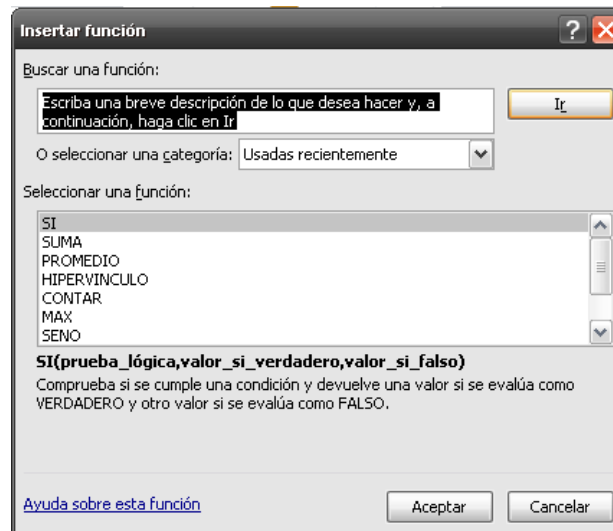 Insertar función
Buscar una función:
Escriba una breve descripción de lo que desea hacer y, a
continuación, haga clic en Ir
Ir
O seleccionar una categoría: Usadas recientemente
Seleccionar una función:
SI
SUMA
PROMEDIO
HIPERVINCULO
CONTAR
MAX
SENO
SI(prueba_lógica,valor_si_verdadero,valor_si_falso)
Comprueba si se cumple una condición y devuelve una valor si se evalúa como
VERDADERO y otro valor si se evalúa como FALSO.
Ayuda sobre esta función
Aceptar
Cancelar